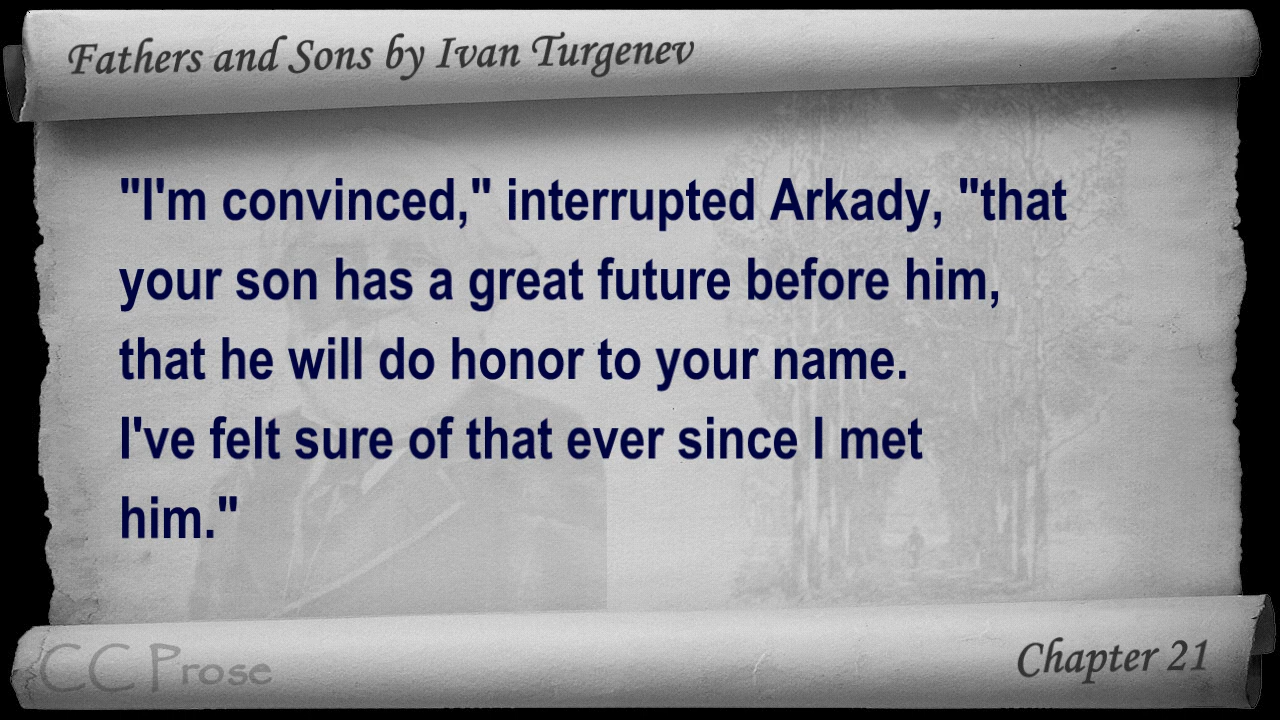 Fathers and Sons by Ivan Turgenev
"I'm convinced," interrupted Arkady, "that
your son has a great future before him,
that he will do honor to your name.
I've felt sure of that ever since I met
him."
CC Prose
Chapter 21